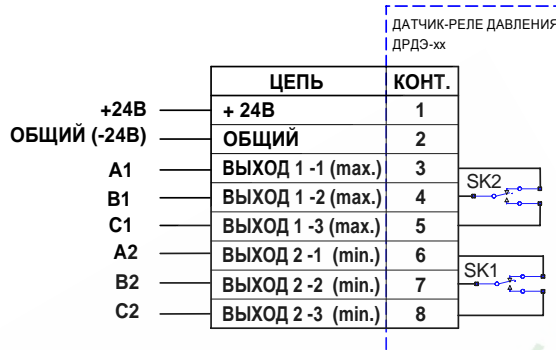 ДАТЧИК-РЕЛЕ ДАВЛЕНИЯ
ДРДЭ-хх
ЦЕПЬ КОНТ.
+24В + 24В 1
ОБЩИЙ (-24В) ОБЩИЙ 2
A1 ВЫХОД 1 -1 (max.) 3
B1 ВЫХОД 1 -2 (max.) 4
C1 ВЫХОД 1 -3 (max.) 5
A2 ВЫХОД 2 -1 (min.) 6
B2 ВЫХОД 2 -2 (min.) 7
C2 ВЫХОД 2 -3 (min.) 8
SK2
SK1